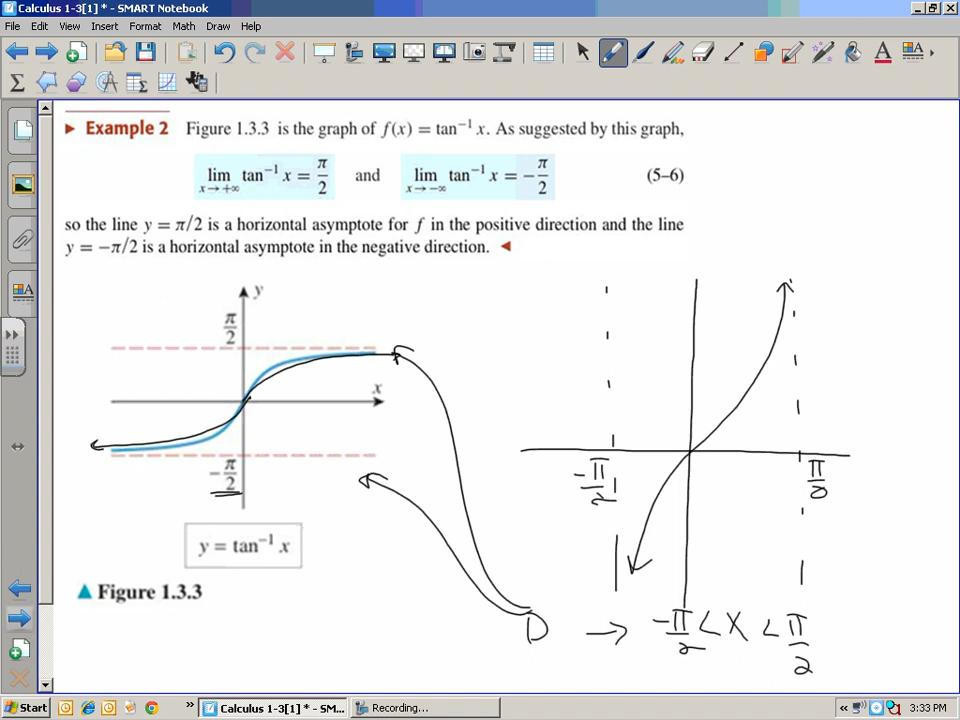 Calculus 1-3[1] * - SMART Notebook
File Edit View Insert Format Math Draw Help
► Example 2 Figure 1.3.3 is the graph of f(x) = tan⁻¹ x. As suggested by this graph,
lim x→+∞ tan⁻¹ x = π/2 and lim x→−∞ tan⁻¹ x = −π/2 (5-6)
so the line y = π/2 is a horizontal asymptote for f in the positive direction and the line
y = −π/2 is a horizontal asymptote in the negative direction. ◄
y
π/2
x
−π/2
y = tan⁻¹ x
▲ Figure 1.3.3
-π/2
π/2
D → -π/2 < X < π/2
Start
Calculus 1-3[1] * - SM...
Recording...
3:33 PM